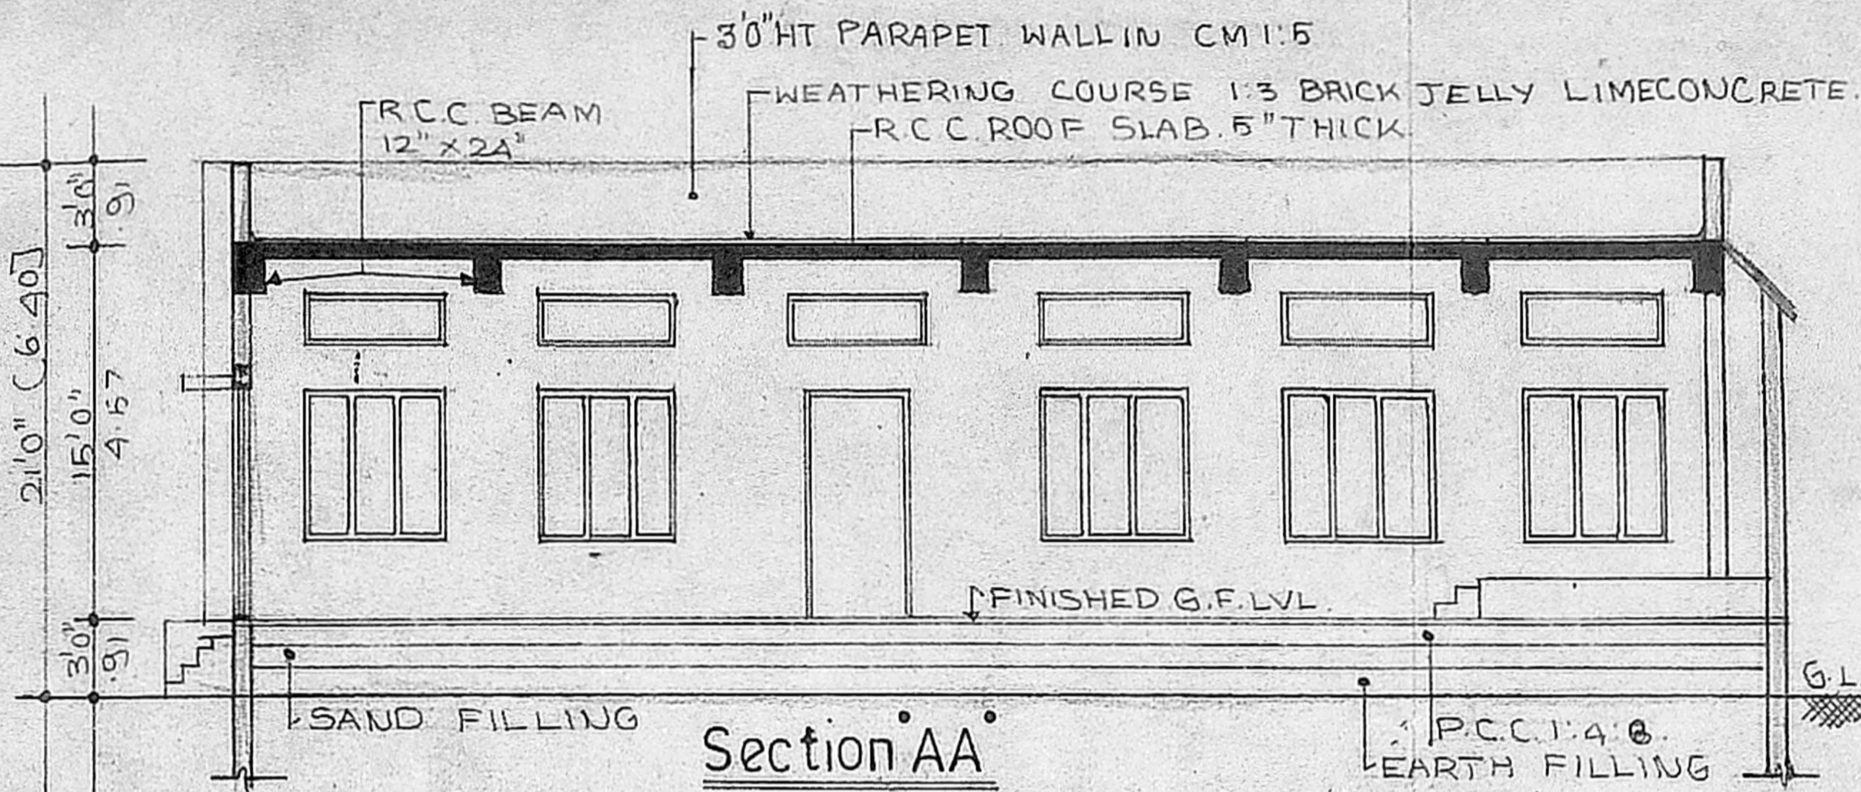 3'0"HT PARAPET WALL IN CM 1:5
WEATHERING COURSE 1:3 BRICK JELLY LIMECONCRETE.
R.C.C. BEAM
12" x 24"
R.C.C. ROOF SLAB. 5" THICK
3'0"
.91
21'0" (6.40]
15'0"
4.57
3'0"
.91
FINISHED G.F. LVL.
G.L
SAND FILLING
Section "AA"
P.C.C. 1:4:8.
EARTH FILLING